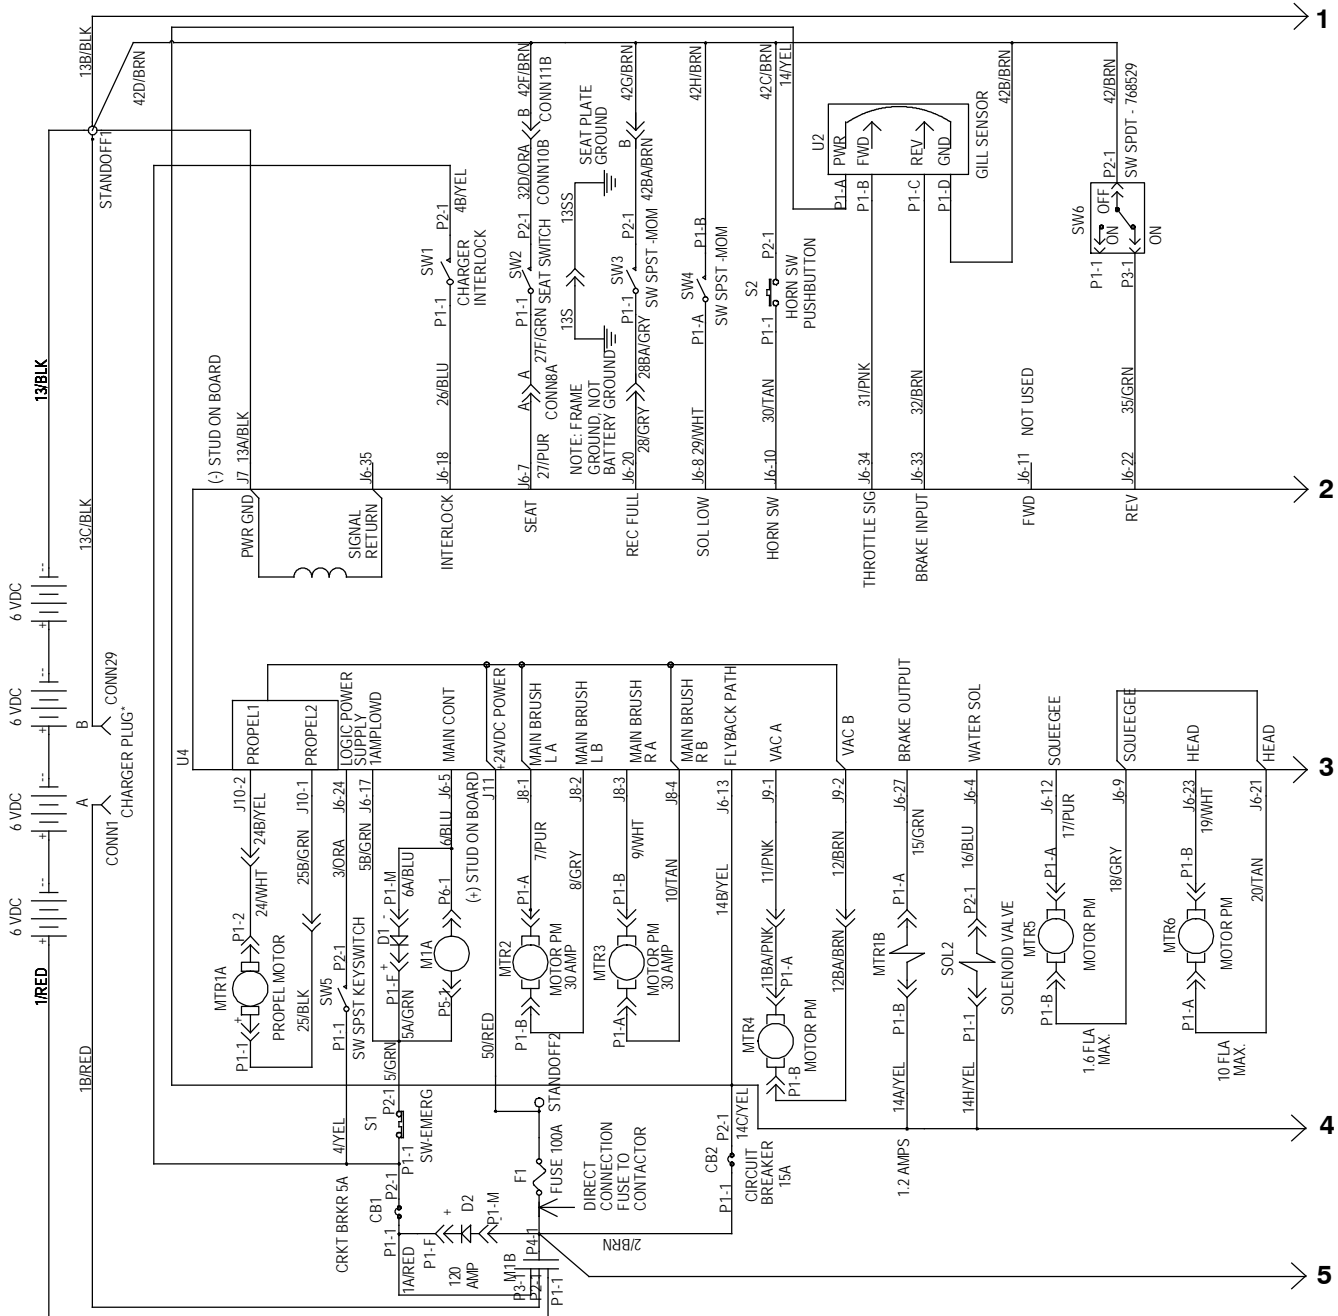 1
13B/BLK
42D/BRN
STANDOFF1
13/BLK
13C/BLK
42F/BRN
B
CONN11B
32D/ORA
CONN10B
P2-1
SW2
SEAT SWITCH
P1-1
27F/GRN
A
A
CONN8A
27/PUR
J6-7
SEAT
4B/YEL
P2-1
SW1
CHARGER
INTERLOCK
P1-1
26/BLU
J6-18
INTERLOCK
SEAT PLATE
GROUND
13SS
13S
NOTE: FRAME
GROUND, NOT
BATTERY GROUND
42G/BRN
B
42BA/BRN
P2-1
SW3
SW SPST -MOM
P1-1
28BA/GRY
28/GRY
J6-20
REC FULL
42H/BRN
P1-B
SW4
SW SPST -MOM
P1-A
29/WHT
J6-8
SOL LOW
42C/BRN
14/YEL
P2-1
S2
HORN SW
PUSHBUTTON
P1-1
30/TAN
J6-10
HORN SW
U2
PWR
FWD
REV
GND
GILL SENSOR
P1-A
P1-B
P1-C
P1-D
31/PNK
J6-34
THROTTLE SIG
32/BRN
J6-33
BRAKE INPUT
42B/BRN
NOT USED
J6-11
FWD
42/BRN
SW SPDT - 768529
P2-1
SW6
OFF
ON
ON
P1-1
P3-1
35/GRN
J6-22
REV
(-) STUD ON BOARD
J7
13A/BLK
PWR GND
J6-35
SIGNAL
RETURN
2
6 VDC
+
--
6 VDC
+
--
6 VDC
+
--
6 VDC
+
--
B
CONN29
CHARGER PLUG*
A
CONN1
1/RED
1B/RED
U4
PROPEL1
PROPEL2
LOGIC POWER
SUPPLY
1AMPLOWD
MAIN CONT
+24VDC POWER
MAIN BRUSH
L A
MAIN BRUSH
L B
MAIN BRUSH
R A
MAIN BRUSH
R B
FLYBACK PATH
VAC A
VAC B
BRAKE OUTPUT
WATER SOL
SQUEEGEE
SQUEEGEE
HEAD
HEAD
3
J10-2
24B/YEL
24/WHT
P1-2
MTR1A
PROPEL MOTOR
+
P1-1
25/BLK
J10-1
25B/GRN
J6-24
3/ORA
P2-1
SW5
SW SPST KEYSWITCH
P1-1
4/YEL
J6-17
5B/GRN
6A/BLU
P1-M
-
D1
+
P1-F
5A/GRN
5/GRN
P2-1
S1
SW-EMERG
P1-1
J6-5
6/BLU
P6-1
M1A
P5-1
J11
(+) STUD ON BOARD
50/RED
J8-1
7/PUR
P1-A
MTR2
MOTOR PM
30 AMP
P1-B
J8-2
8/GRY
J8-3
9/WHT
P1-B
MTR3
MOTOR PM
30 AMP
P1-A
J8-4
10/TAN
J6-13
14B/YEL
J9-1
11/PNK
11BA/PNK
P1-A
MTR4
MOTOR PM
P1-B
J9-2
12/BRN
12BA/BRN
J6-27
15/GRN
P1-A
MTR1B
P1-B
14A/YEL
1.2 AMPS
J6-4
16/BLU
P2-1
SOL2
SOLENOID VALVE
P1-1
14H/YEL
J6-12
17/PUR
P1-A
MTR5
MOTOR PM
P1-B
1.6 FLA
MAX.
J6-9
18/GRY
J6-23
19/WHT
P1-B
MTR6
MOTOR PM
P1-A
10 FLA
MAX.
J6-21
20/TAN
4
STANDOFF2
F1
FUSE 100A
DIRECT
CONNECTION
FUSE TO
CONTACTOR
14C/YEL
P2-1
CB2
CIRCUIT
BREAKER
15A
P1-1
CRKT BRKR 5A
P2-1
CB1
P1-1
1A/RED
P1-F
+
D2
-
P1-M
120
AMP
P4-1
M1B
P3-1
P2-1
P1-1
2/BRN
5